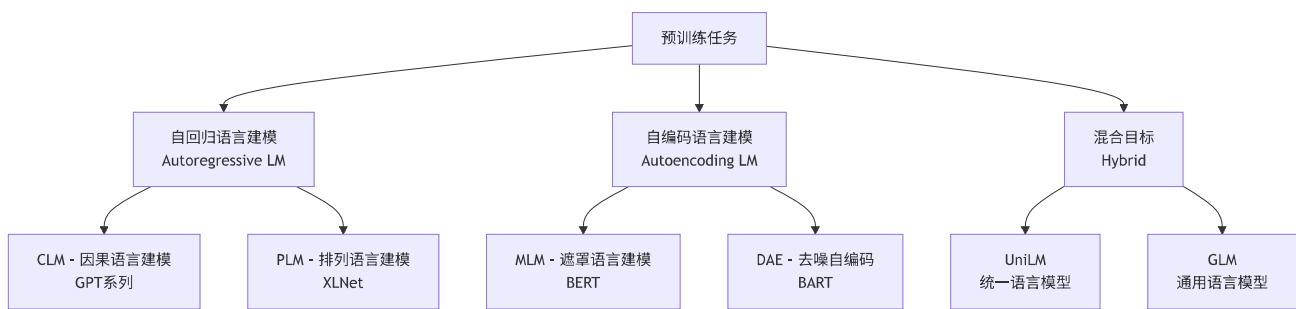 预训练任务
自回归语言建模
Autoregressive LM
自编码语言建模
Autoencoding LM
混合目标
Hybrid
CLM - 因果语言建模
GPT系列
PLM - 排列语言建模
XLNet
MLM - 遮罩语言建模
BERT
DAE - 去噪自编码
BART
UniLM
统一语言模型
GLM
通用语言模型